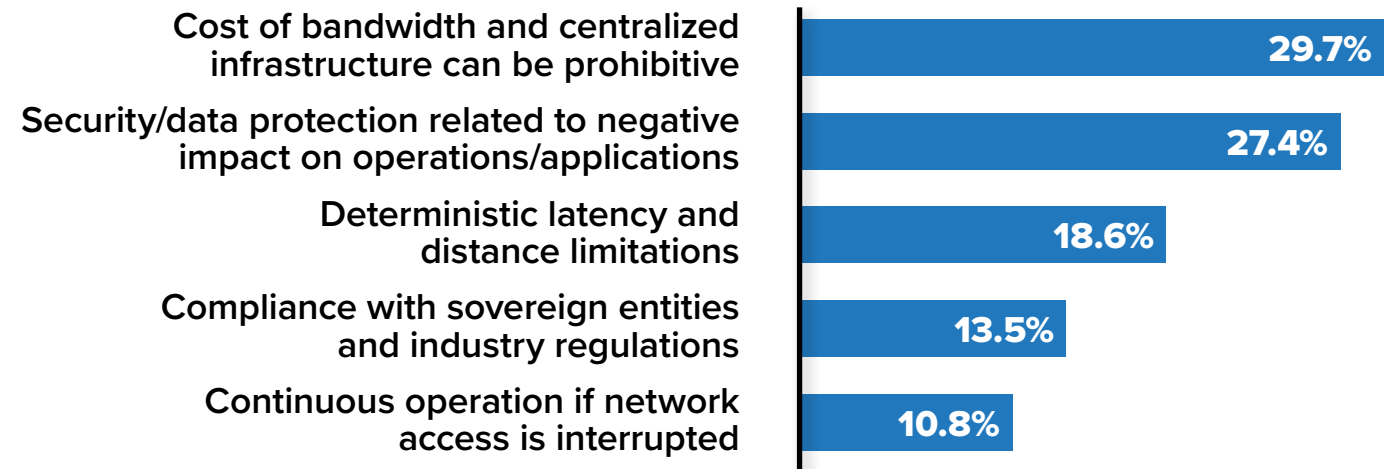 Cost of bandwidth and centralized
infrastructure can be prohibitive
29.7%
Security/data protection related to negative
impact on operations/applications
27.4%
Deterministic latency and
distance limitations
18.6%
Compliance with sovereign entities
and industry regulations
13.5%
Continuous operation if network
access is interrupted
10.8%